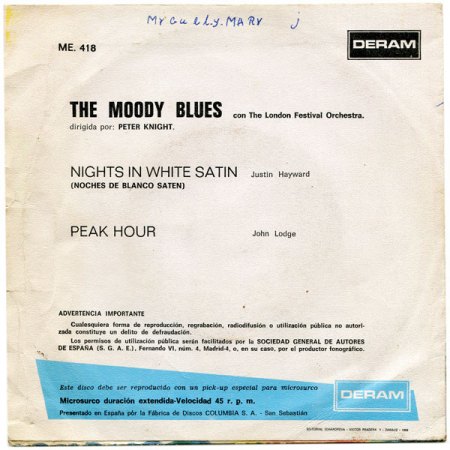 DERAM
ME. 418
THE MOODY BLUES con The London Festival Orchestra.
dirigida por: PETER KNIGHT.
NIGHTS IN WHITE SATIN Justin Hayward
(NOCHES DE BLANCO SATEN)
PEAK HOUR John Lodge
ADVERTENCIA IMPORTANTE
Cualesquiera forma de reproducción, regrabación, radiodifusión o utilización pública no autori-
zada constituye un delito de defraudación.
Los permisos de utilización pública serán facilitados por la SOCIEDAD GENERAL DE AUTORES
DE ESPAÑA (S. G. A. E.), Fernando VI, núm. 4, Madrid-4, o, en su caso, por el productor fonográfico.
Este disco debe ser reproducido con un pick-up especial para microsurco
Microsurco duración extendida-Velocidad 45 r. p. m.
Presentado en España pór la Fábrica de Discos COLUMBIA S. A. - San Sebastián
DERAM